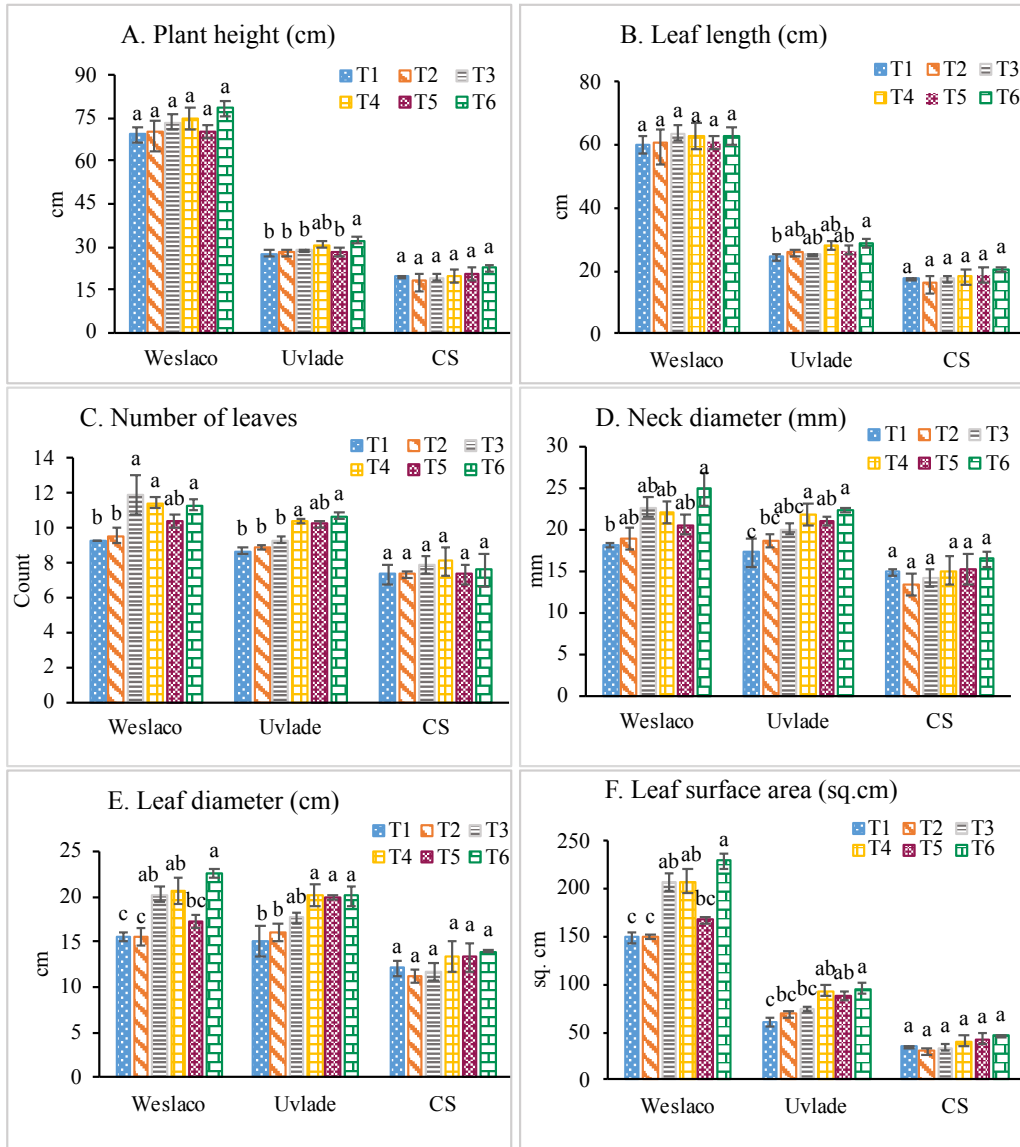 A. Plant height (cm)
T1 T2 T3
T4 T5 T6
90
75
60
45
30
15
0
cm
a a a a a a
b b b ab b a
a a a a a a
Weslaco Uvlade CS
B. Leaf length (cm)
T1 T2 T3
T4 T5 T6
80
60
40
20
0
cm
a a a a a a
b ab ab a ab a
a a a a a a
Weslaco Uvlade CS
C. Number of leaves
T1 T2 T3
T4 T5 T6
14
12
10
8
6
4
2
0
Count
b b a a ab a
b b b a ab a
a a a a a a
Weslaco Uvlade CS
D. Neck diameter (mm)
T1 T2 T3
T4 T5 T6
30
25
20
15
10
5
0
mm
b ab ab ab ab a
c bc abc a ab a
a a a a a a
Weslaco Uvlade CS
E. Leaf diameter (cm)
T1 T2 T3
T4 T5 T6
25
20
15
10
5
0
cm
c c ab ab bc a
b b ab a a a
a a a a a a
Weslaco Uvlade CS
F. Leaf surface area (sq.cm)
T1 T2 T3
T4 T5 T6
250
200
150
100
50
0
sq. cm
c c ab ab bc a
c bc bc ab ab a
a a a a a a
Weslaco Uvlade CS